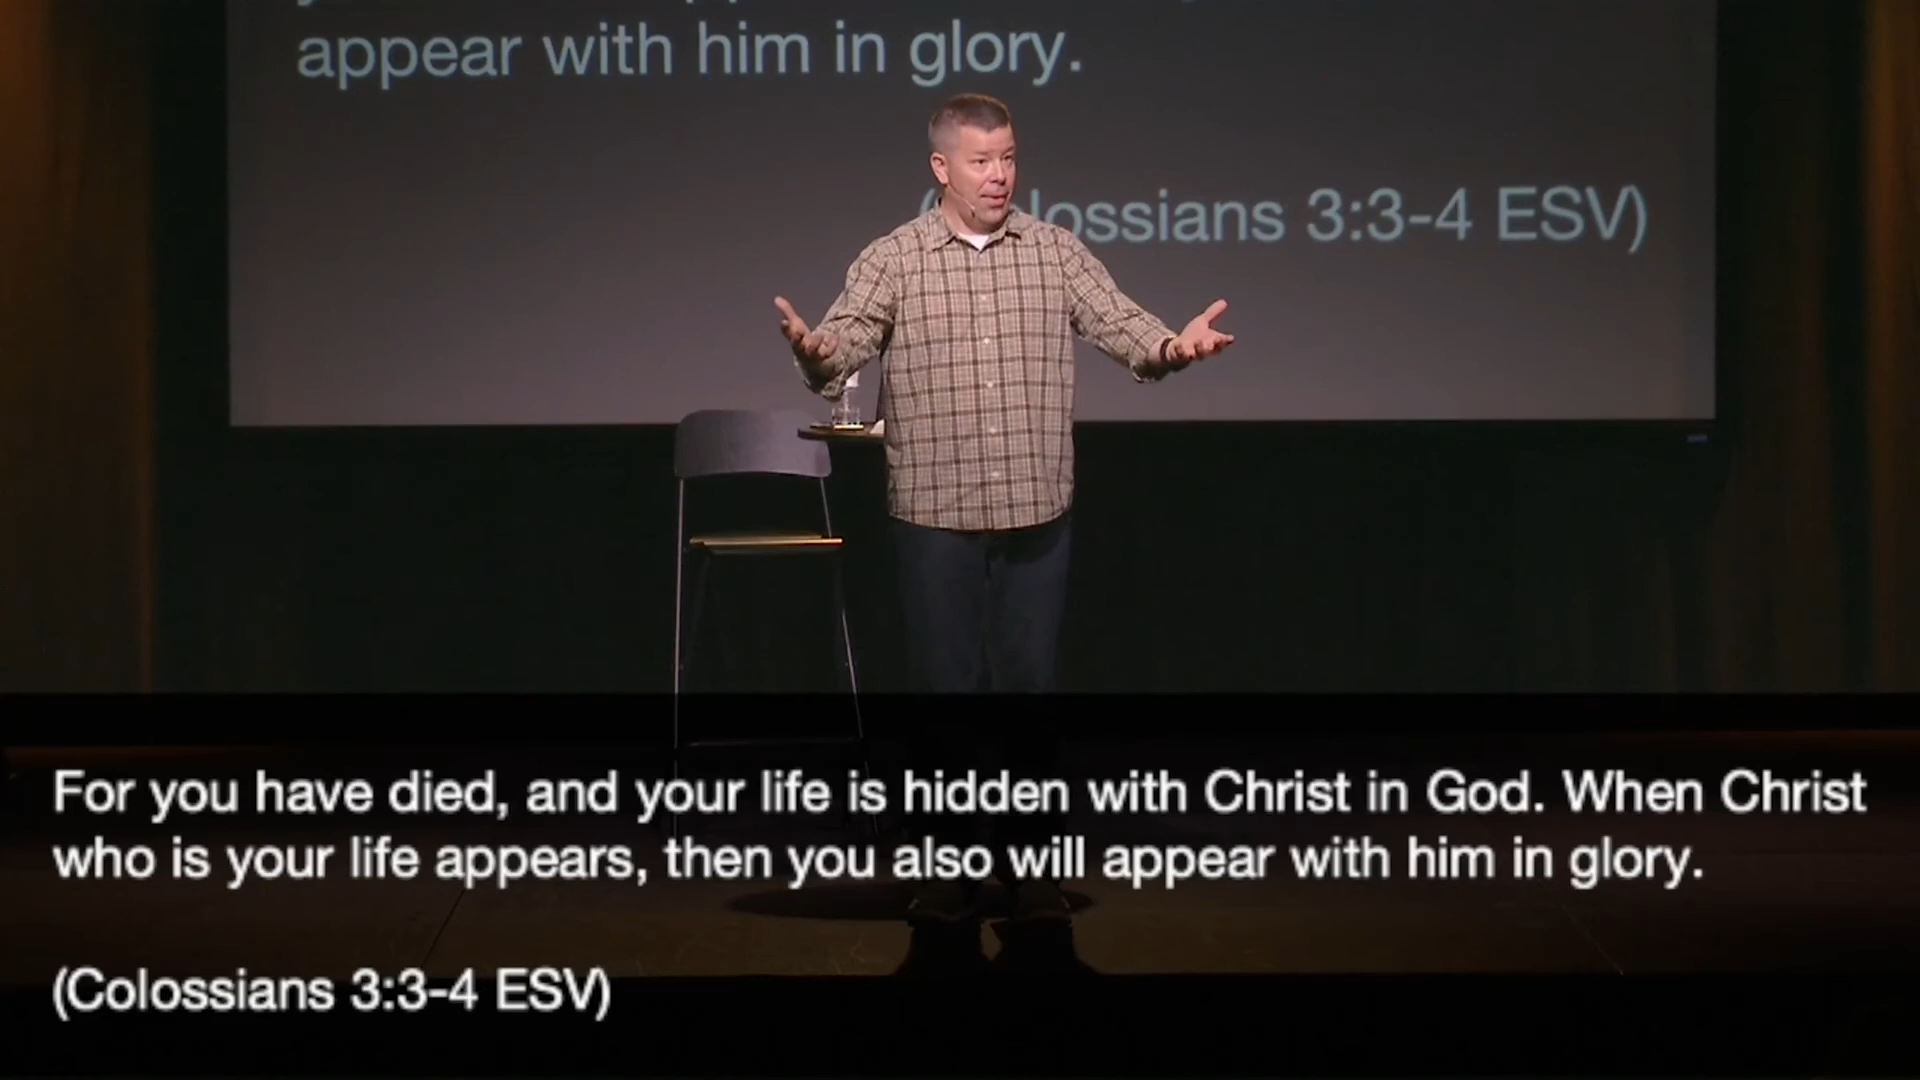 appear with him in glory.
ossians 3:3-4 ESV)
For you have died, and your life is hidden with Christ in God. When Christ
who is your life appears, then you also will appear with him in glory.
(Colossians 3:3-4 ESV)